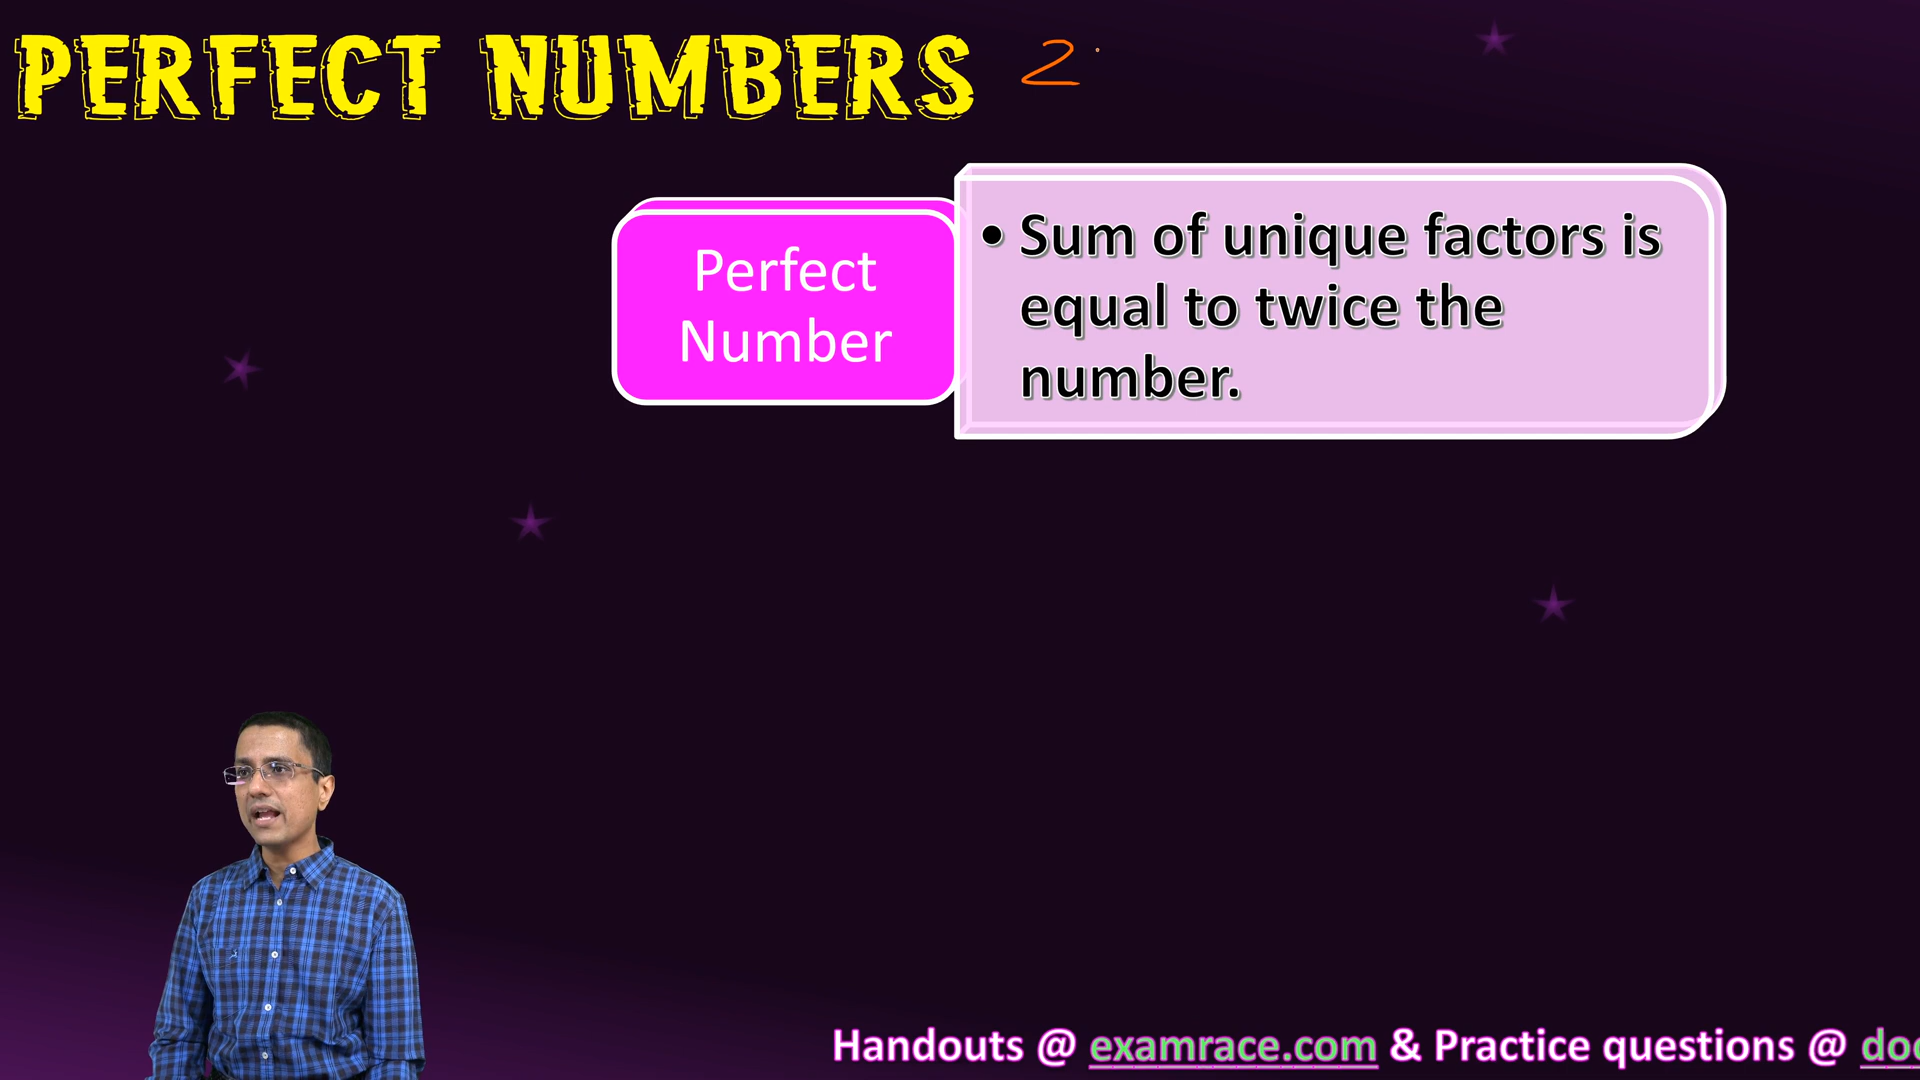 PERFECT NUMBERS 2
Perfect
Number
• Sum of unique factors is
equal to twice the
number.
Handouts @ examrace.com & Practice questions @